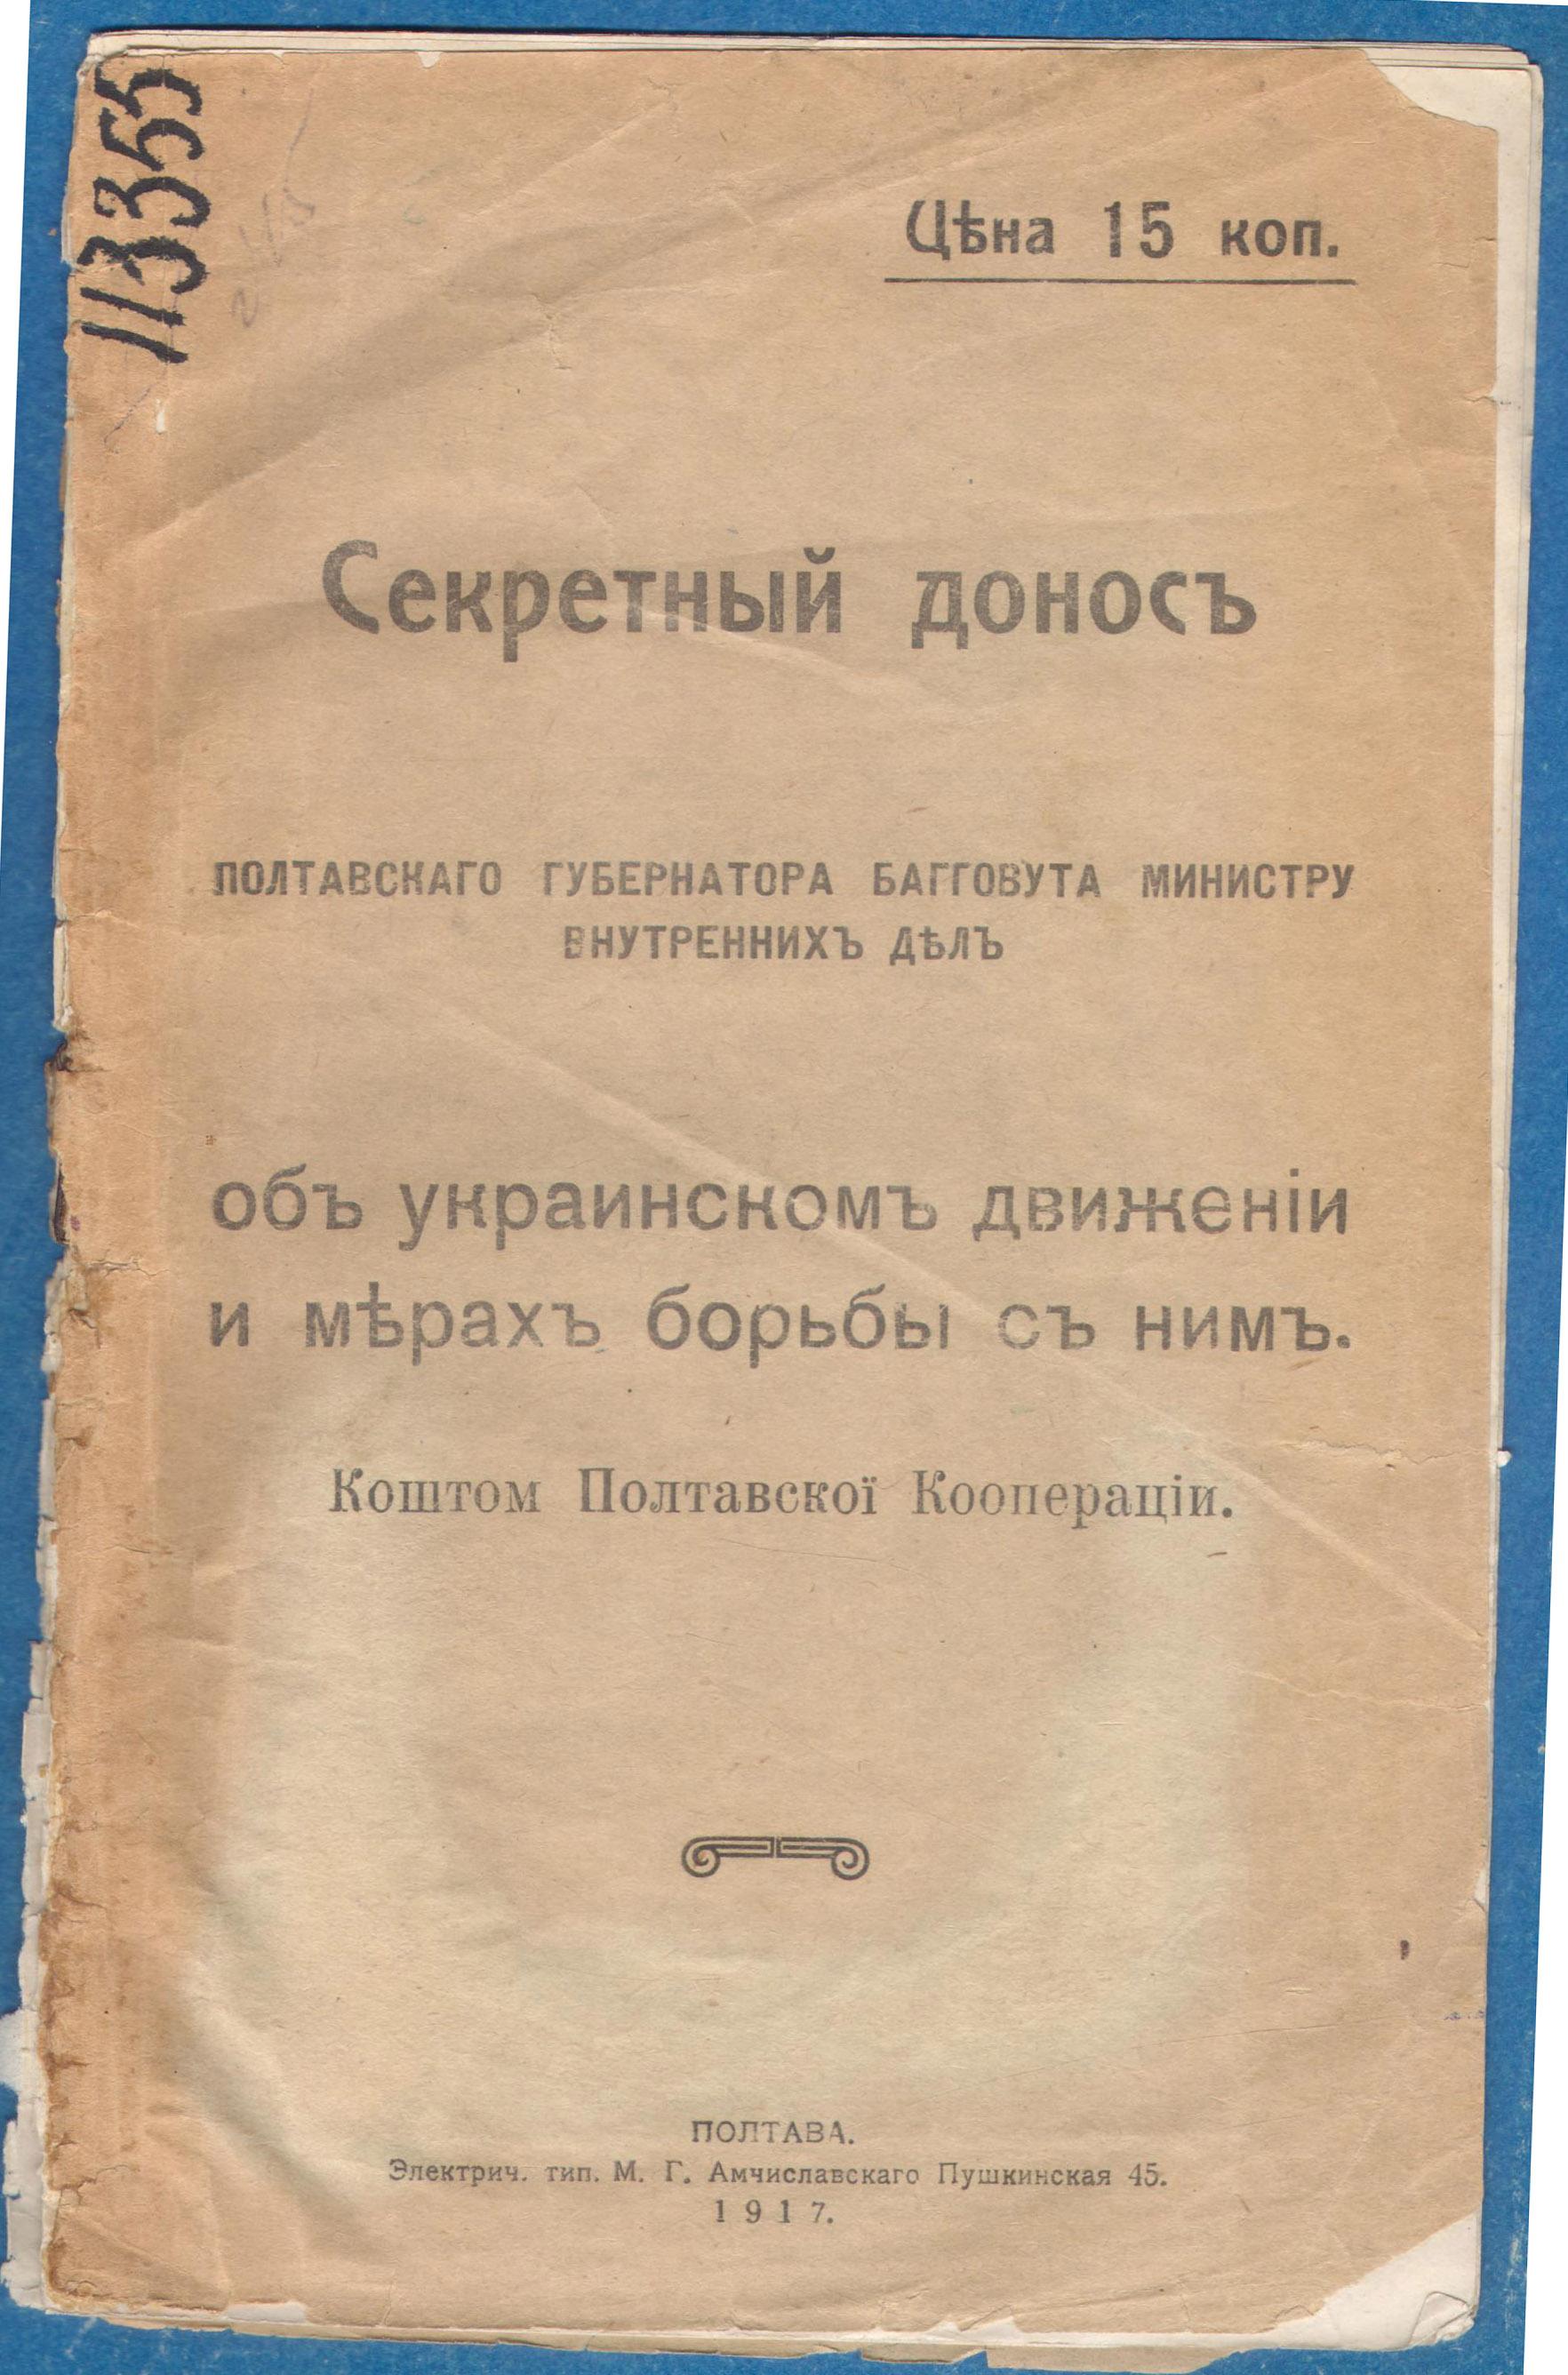 113355
Цѣна 15 коп.
Секретный доносъ
ПОЛТАВСКАГО ГУБЕРНАТОРА БАГГОВУТА МИНИСТРУ
ВНУТРЕННИХЪ ДѢЛЪ
объ украинскомъ движеніи
и мѣрахъ борьбы съ нимъ.
Коштом Полтавскої Кооперації.
ПОЛТАВА.
Электрич. тип. М. Г. Амчиславскаго Пушкинская 45.
1917.